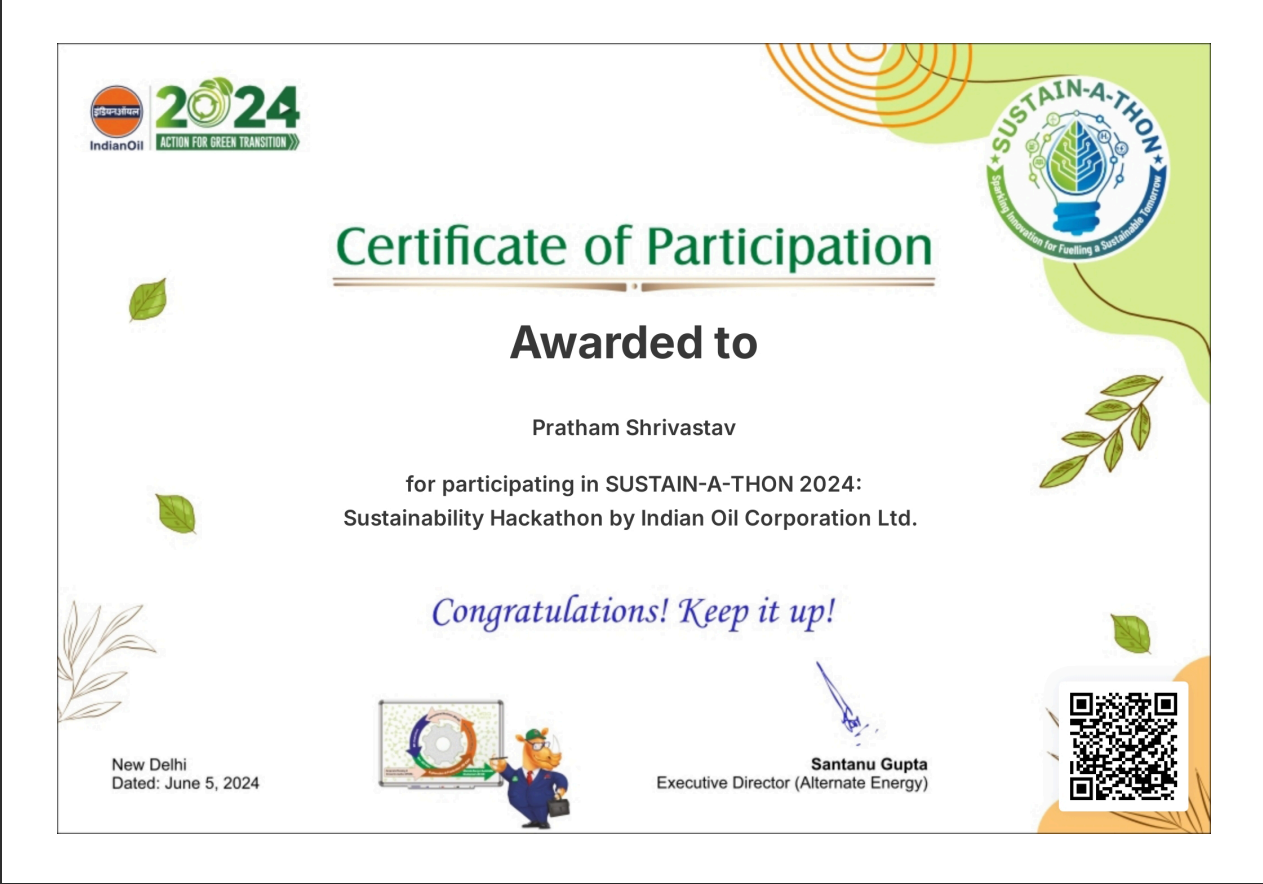 इंडियनऑयल
IndianOil
2024
ACTION FOR GREEN TRANSITION
SUSTAIN-A-THON
Sparking Innovation for Fuelling a Sustainable Tomorrow
Certificate of Participation
Awarded to
Pratham Shrivastav
for participating in SUSTAIN-A-THON 2024:
Sustainability Hackathon by Indian Oil Corporation Ltd.
Congratulations! Keep it up!
New Delhi
Dated: June 5, 2024
Santanu Gupta
Executive Director (Alternate Energy)